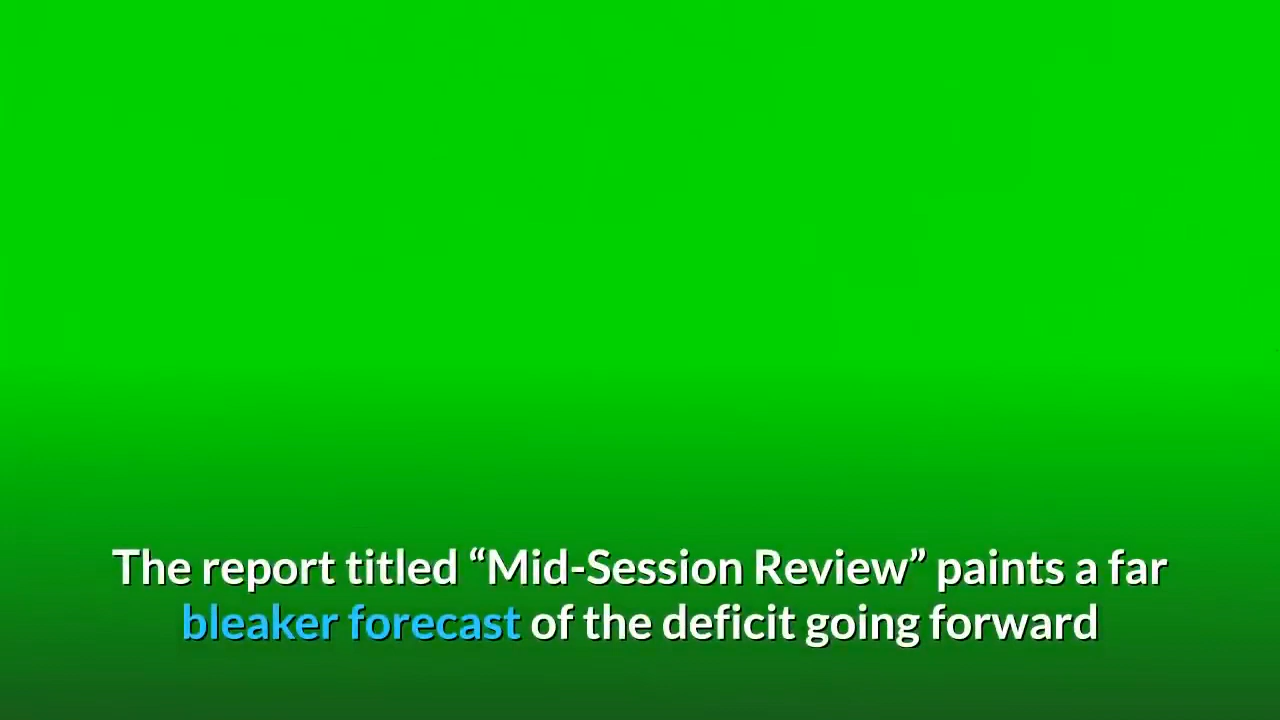 The report titled “Mid-Session Review” paints a far
bleaker forecast of the deficit going forward